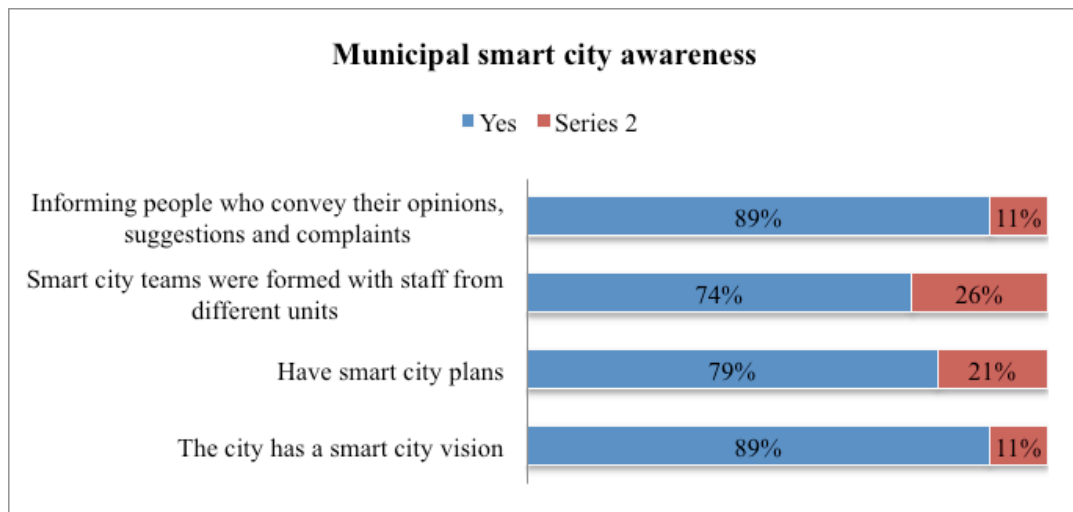 Municipal smart city awareness
Yes Series 2
Informing people who convey their opinions,
suggestions and complaints
89% 11%
Smart city teams were formed with staff from
different units
74% 26%
Have smart city plans
79% 21%
The city has a smart city vision
89% 11%